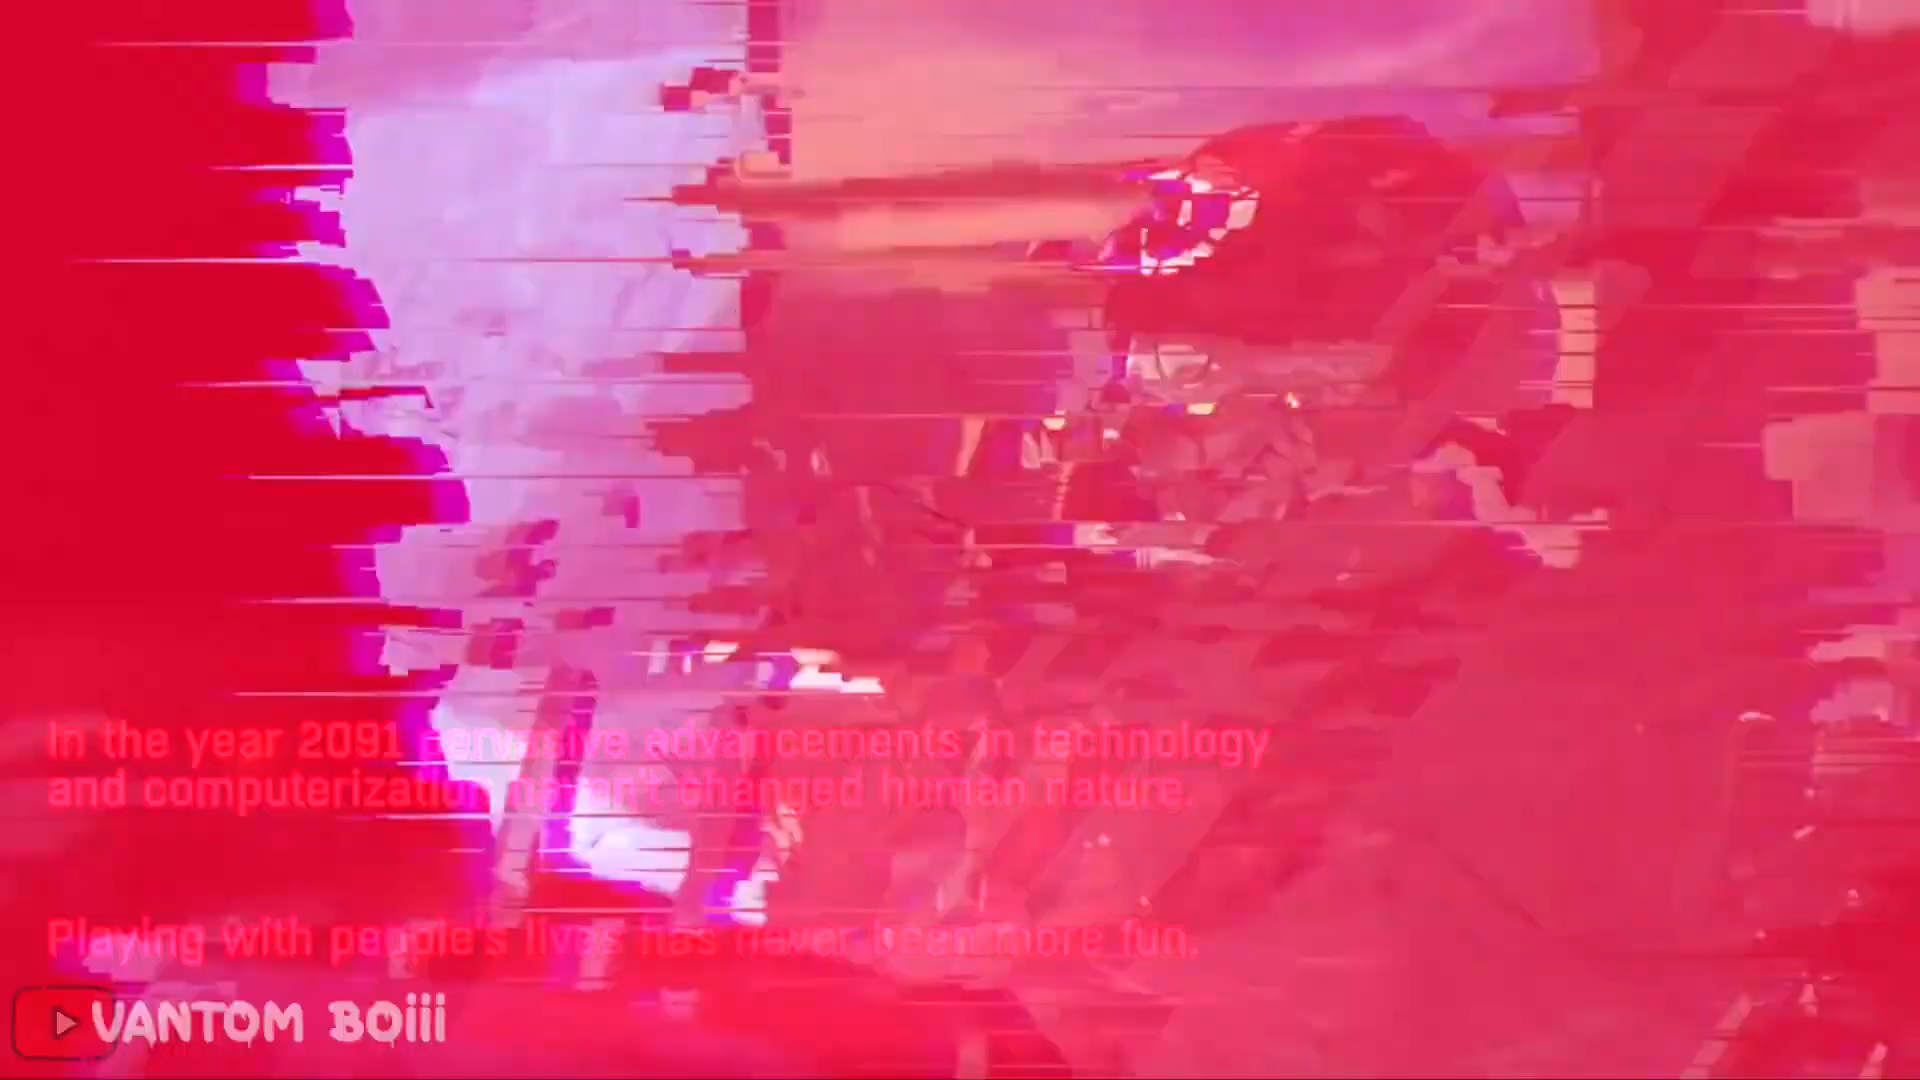 In the year 2091 pervasive advancements in technology
and computerization haven't changed human nature.
Playing with people's lives has never been more fun.
VANTOM BOiii